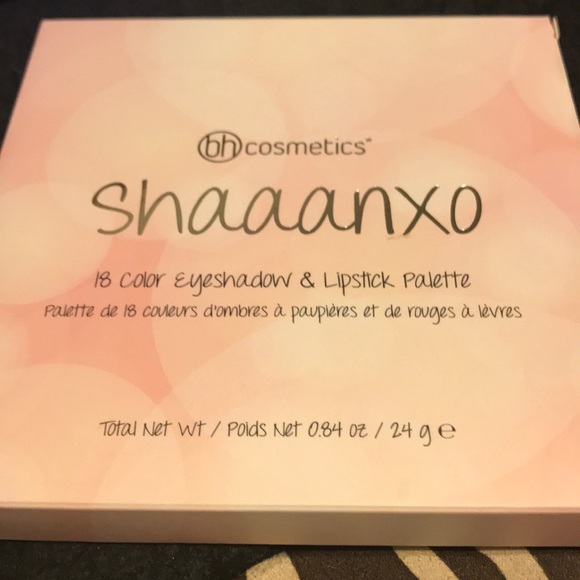 bh cosmetics™
shaaanxo
18 Color Eyeshadow & Lipstick Palette
Palette de 18 couleurs d'ombres à paupières et de rouges à lèvres
Total Net Wt / Poids Net 0.84 oz / 24 g ℮